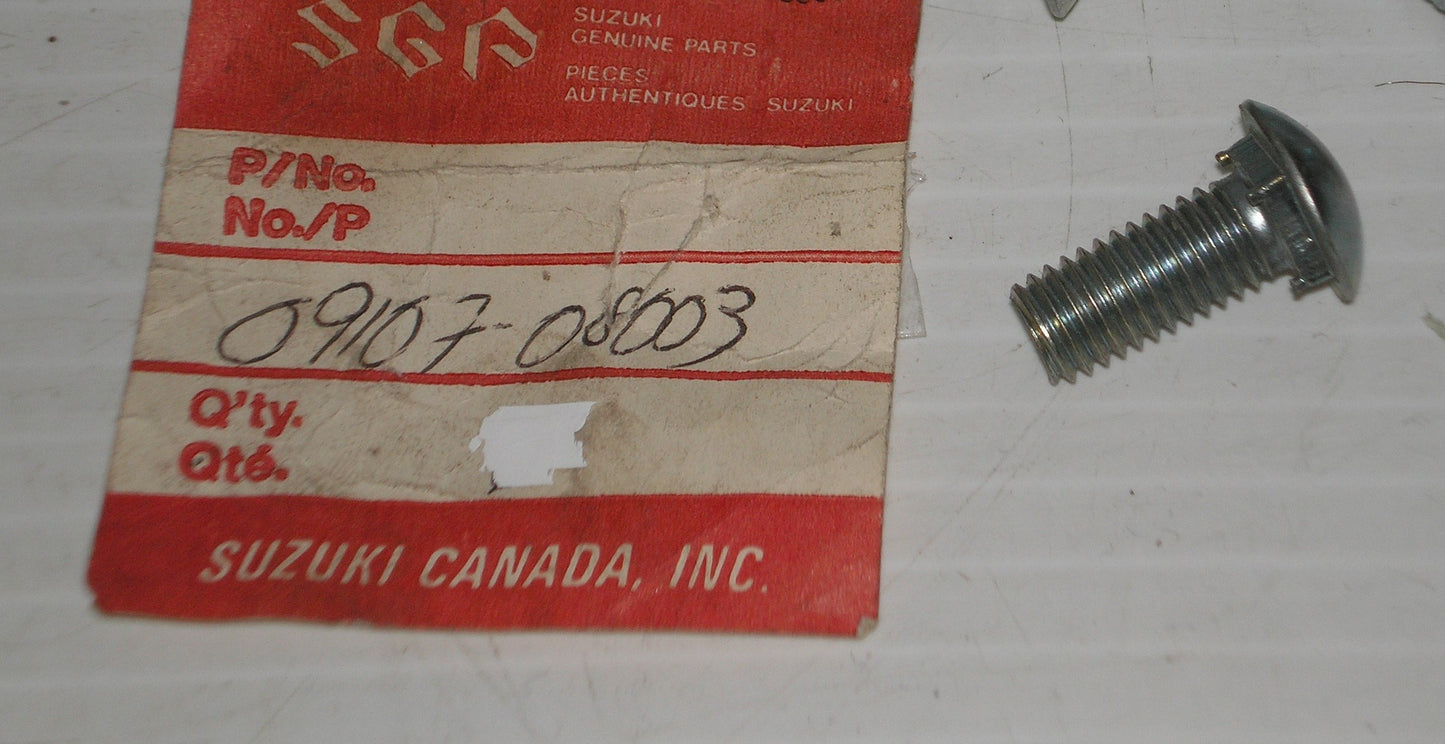 SGP
SUZUKI
GENUINE PARTS
PIECES
AUTHENTIQUES SUZUKI
P/No.
No./P
09107-08003
Q'ty.
Qté.
SUZUKI CANADA, INC.